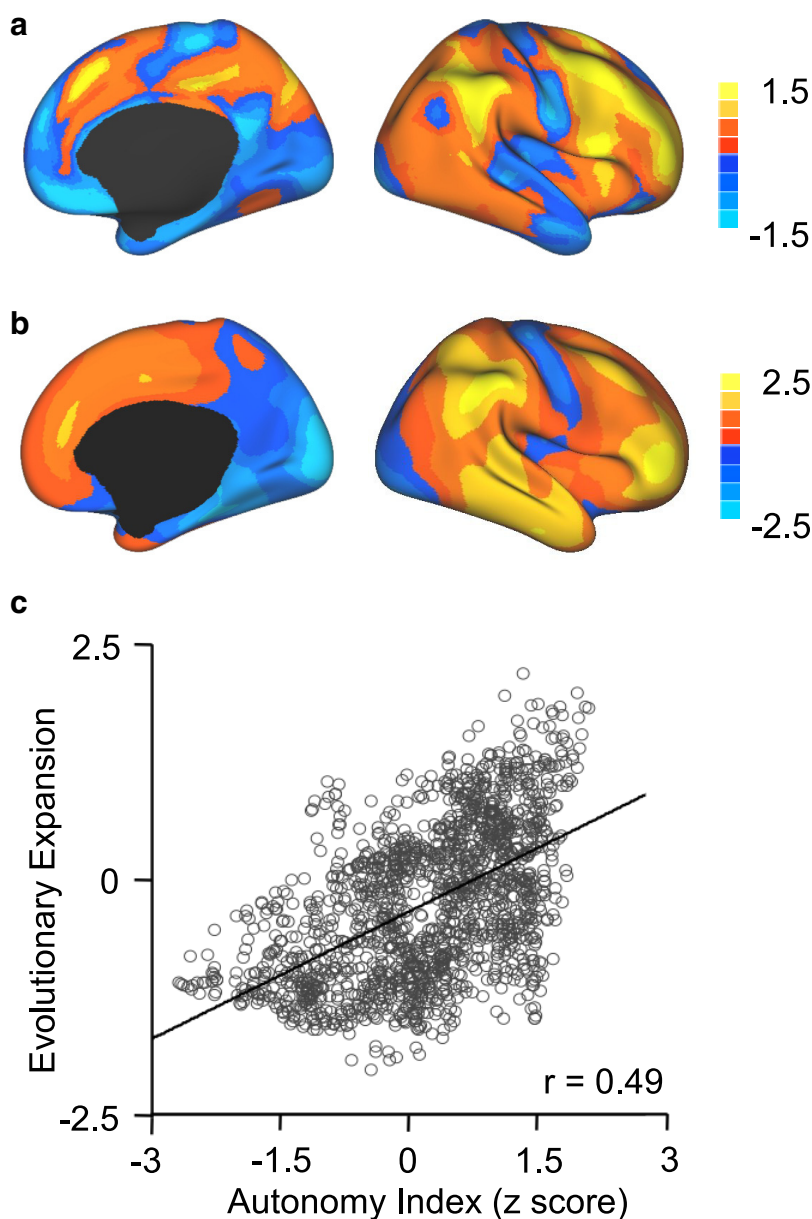 a
1.5
-1.5
b
2.5
-2.5
c
2.5
0
-2.5
Evolutionary Expansion
r = 0.49
-3 -1.5 0 1.5 3
Autonomy Index (z score)